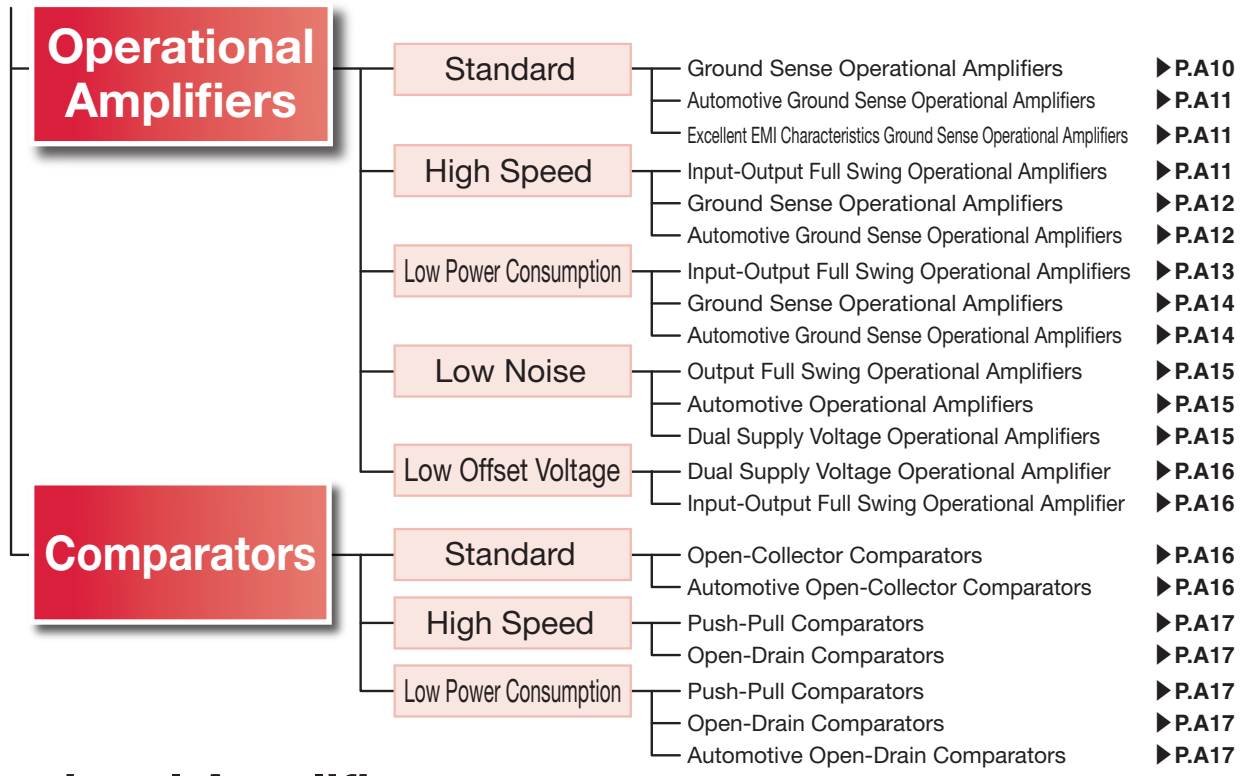 Operational
Amplifiers
Standard
Ground Sense Operational Amplifiers ▶P.A10
Automotive Ground Sense Operational Amplifiers ▶P.A11
Excellent EMI Characteristics Ground Sense Operational Amplifiers ▶P.A11
High Speed
Input-Output Full Swing Operational Amplifiers ▶P.A11
Ground Sense Operational Amplifiers ▶P.A12
Automotive Ground Sense Operational Amplifiers ▶P.A12
Low Power Consumption
Input-Output Full Swing Operational Amplifiers ▶P.A13
Ground Sense Operational Amplifiers ▶P.A14
Automotive Ground Sense Operational Amplifiers ▶P.A14
Low Noise
Output Full Swing Operational Amplifiers ▶P.A15
Automotive Operational Amplifiers ▶P.A15
Dual Supply Voltage Operational Amplifiers ▶P.A15
Low Offset Voltage
Dual Supply Voltage Operational Amplifier ▶P.A16
Input-Output Full Swing Operational Amplifier ▶P.A16
Comparators
Standard
Open-Collector Comparators ▶P.A16
Automotive Open-Collector Comparators ▶P.A16
High Speed
Push-Pull Comparators ▶P.A17
Open-Drain Comparators ▶P.A17
Low Power Consumption
Push-Pull Comparators ▶P.A17
Open-Drain Comparators ▶P.A17
Automotive Open-Drain Comparators ▶P.A17